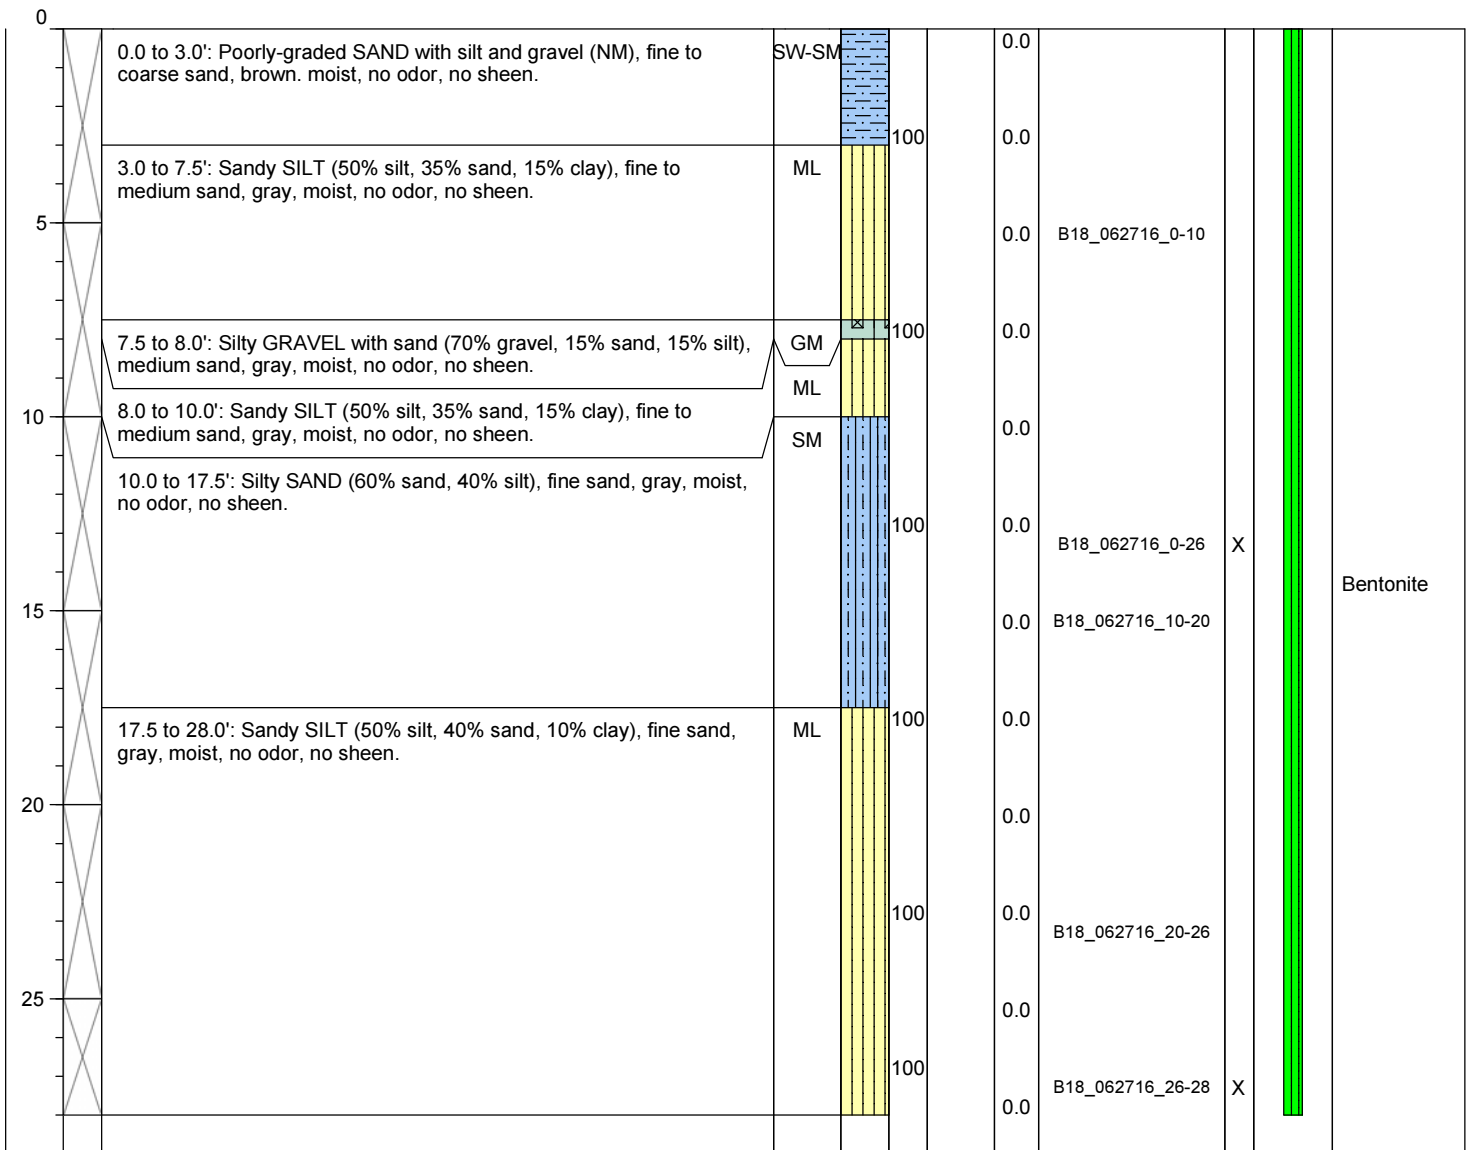 0
0.0 to 3.0': Poorly-graded SAND with silt and gravel (NM), fine to
coarse sand, brown. moist, no odor, no sheen.
SW-SM
0.0
100
0.0
3.0 to 7.5': Sandy SILT (50% silt, 35% sand, 15% clay), fine to
medium sand, gray, moist, no odor, no sheen.
ML
5
0.0
B18_062716_0-10
7.5 to 8.0': Silty GRAVEL with sand (70% gravel, 15% sand, 15% silt),
medium sand, gray, moist, no odor, no sheen.
GM
100
0.0
ML
8.0 to 10.0': Sandy SILT (50% silt, 35% sand, 15% clay), fine to
medium sand, gray, moist, no odor, no sheen.
10
0.0
SM
10.0 to 17.5': Silty SAND (60% sand, 40% silt), fine sand, gray, moist,
no odor, no sheen.
100
0.0
B18_062716_0-26
X
Bentonite
15
0.0
B18_062716_10-20
17.5 to 28.0': Sandy SILT (50% silt, 40% sand, 10% clay), fine sand,
gray, moist, no odor, no sheen.
ML
100
0.0
20
0.0
100
0.0
B18_062716_20-26
25
0.0
100
B18_062716_26-28
X
0.0